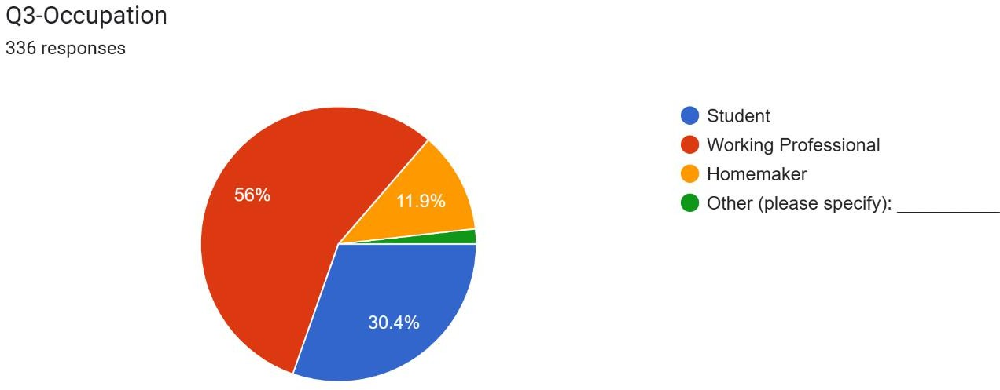 Q3-Occupation
336 responses
Student
Working Professional
Homemaker
Other (please specify): ___________
56%
11.9%
30.4%